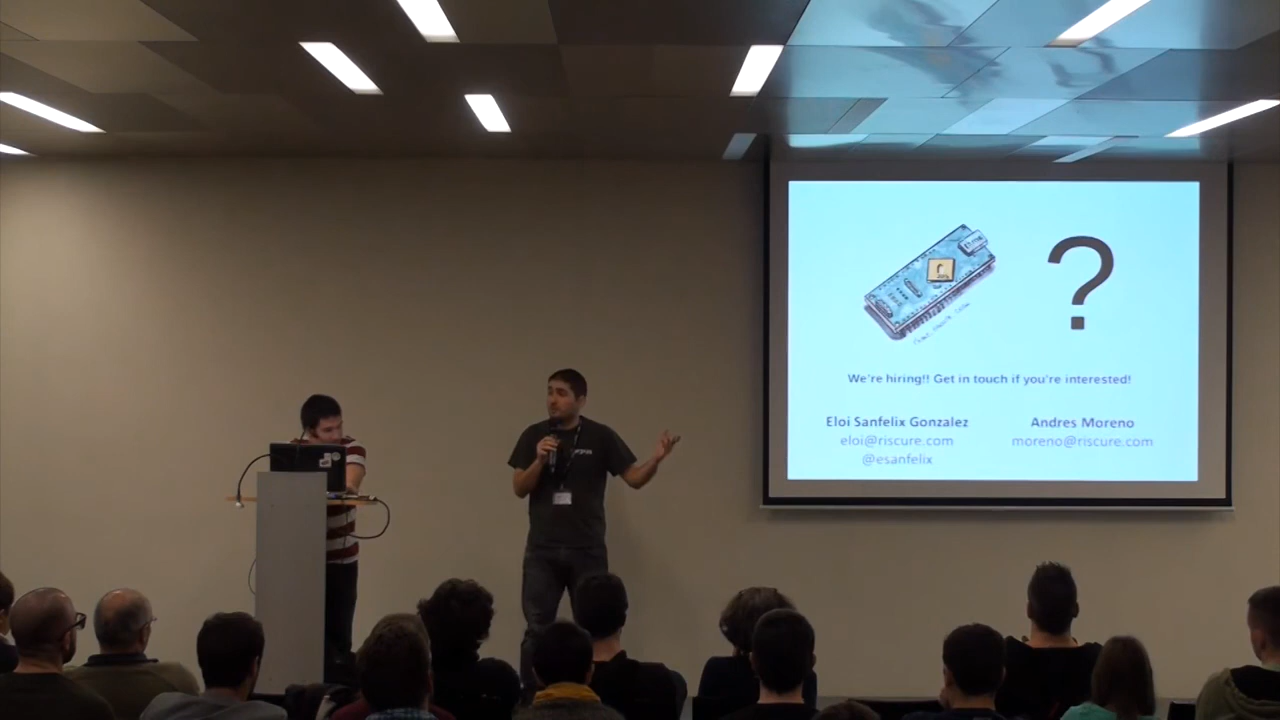 ?
We're hiring!! Get in touch if you're interested!
Eloi Sanfelix Gonzalez
eloi@riscure.com
@esanfelix
Andres Moreno
moreno@riscure.com